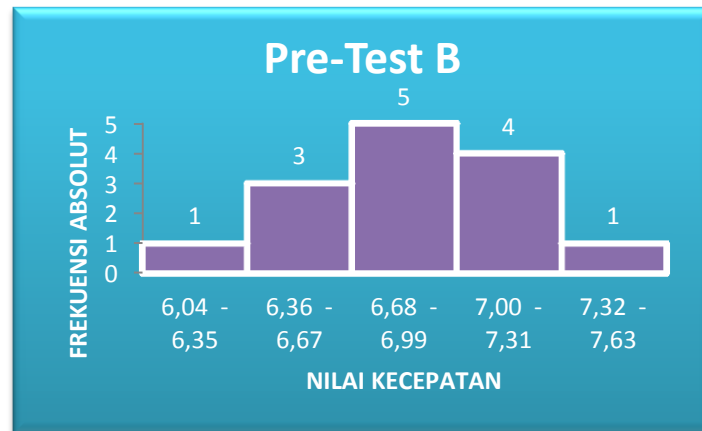 Pre-Test B
FREKUENSI ABSOLUT
5
4
3
2
1
0
1
3
5
4
1
6,04 - 6,36 - 6,68 - 7,00 - 7,32 -
6,35 6,67 6,99 7,31 7,63
NILAI KECEPATAN